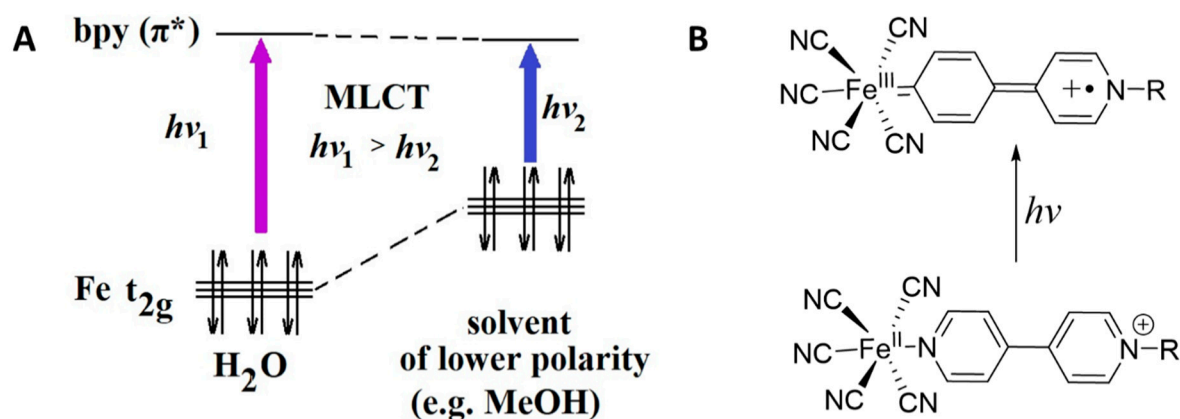 A
bpy (π*)
MLCT
hν₁
hν₁ > hν₂
hν₂
Fe t₂g
H₂O
solvent
of lower polarity
(e.g. MeOH)
B
NC CN
NC Feᴵᴵᴵ +• N R
NC CN
hν
NC CN
NC Feᴵᴵ N N ⊕ R
NC CN